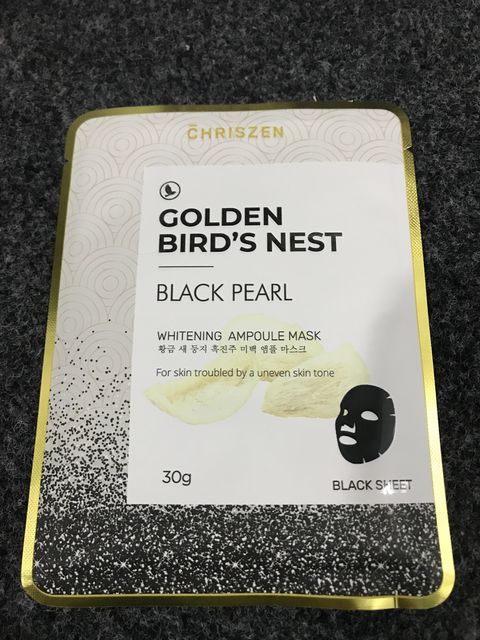 CHRISZEN
GOLDEN
BIRD'S NEST
BLACK PEARL
WHITENING AMPOULE MASK
황금 새 둥지 흑진주 미백 앰플 마스크
For skin troubled by a uneven skin tone
30g
BLACK SHEET